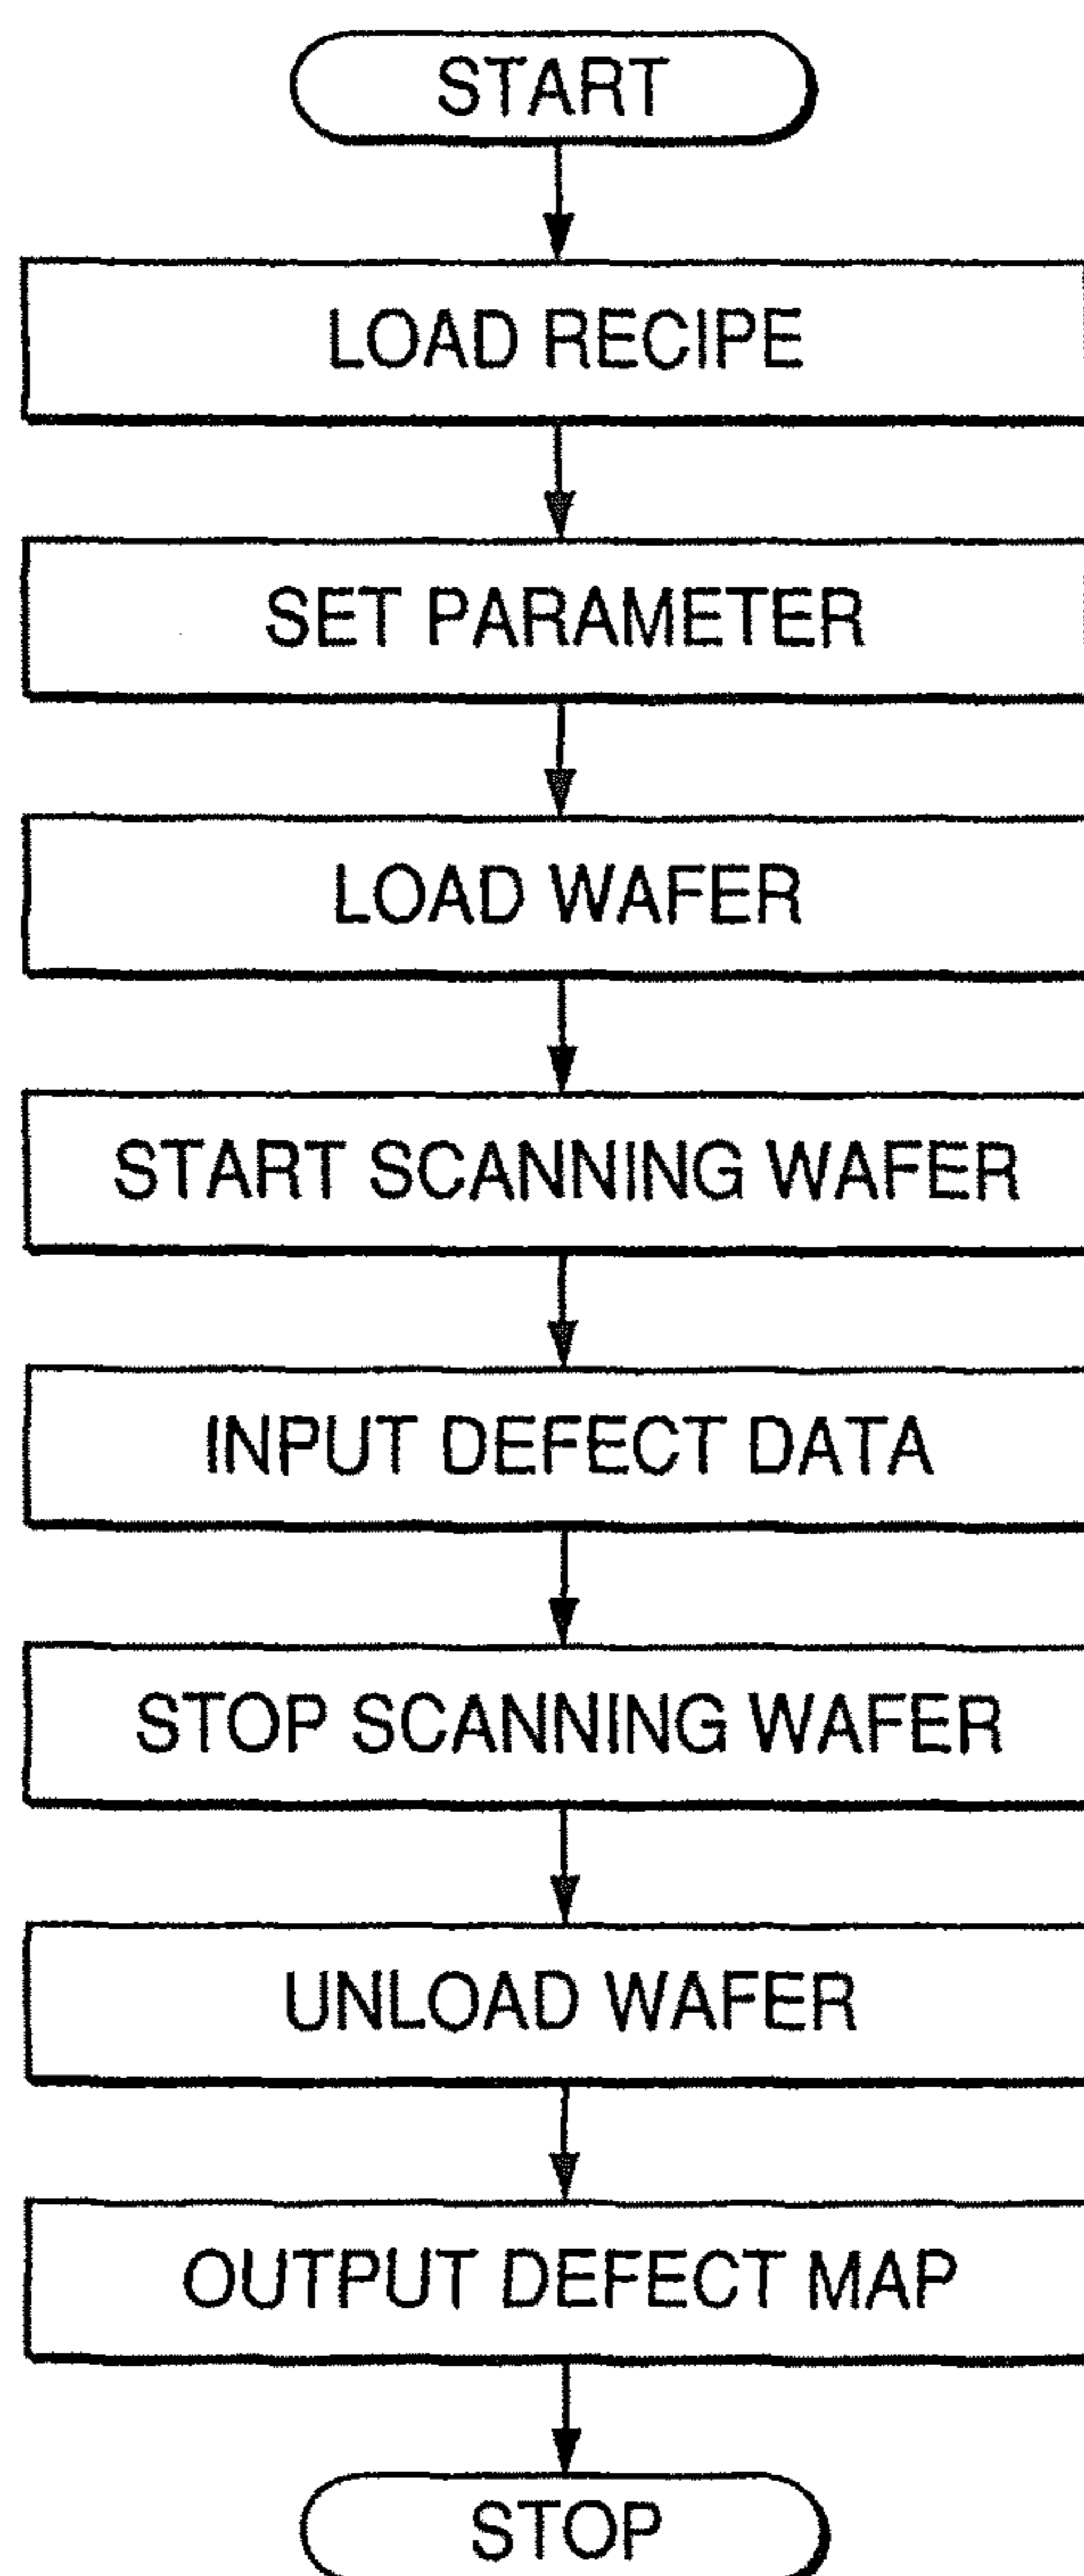 START
LOAD RECIPE
SET PARAMETER
LOAD WAFER
START SCANNING WAFER
INPUT DEFECT DATA
STOP SCANNING WAFER
UNLOAD WAFER
OUTPUT DEFECT MAP
STOP